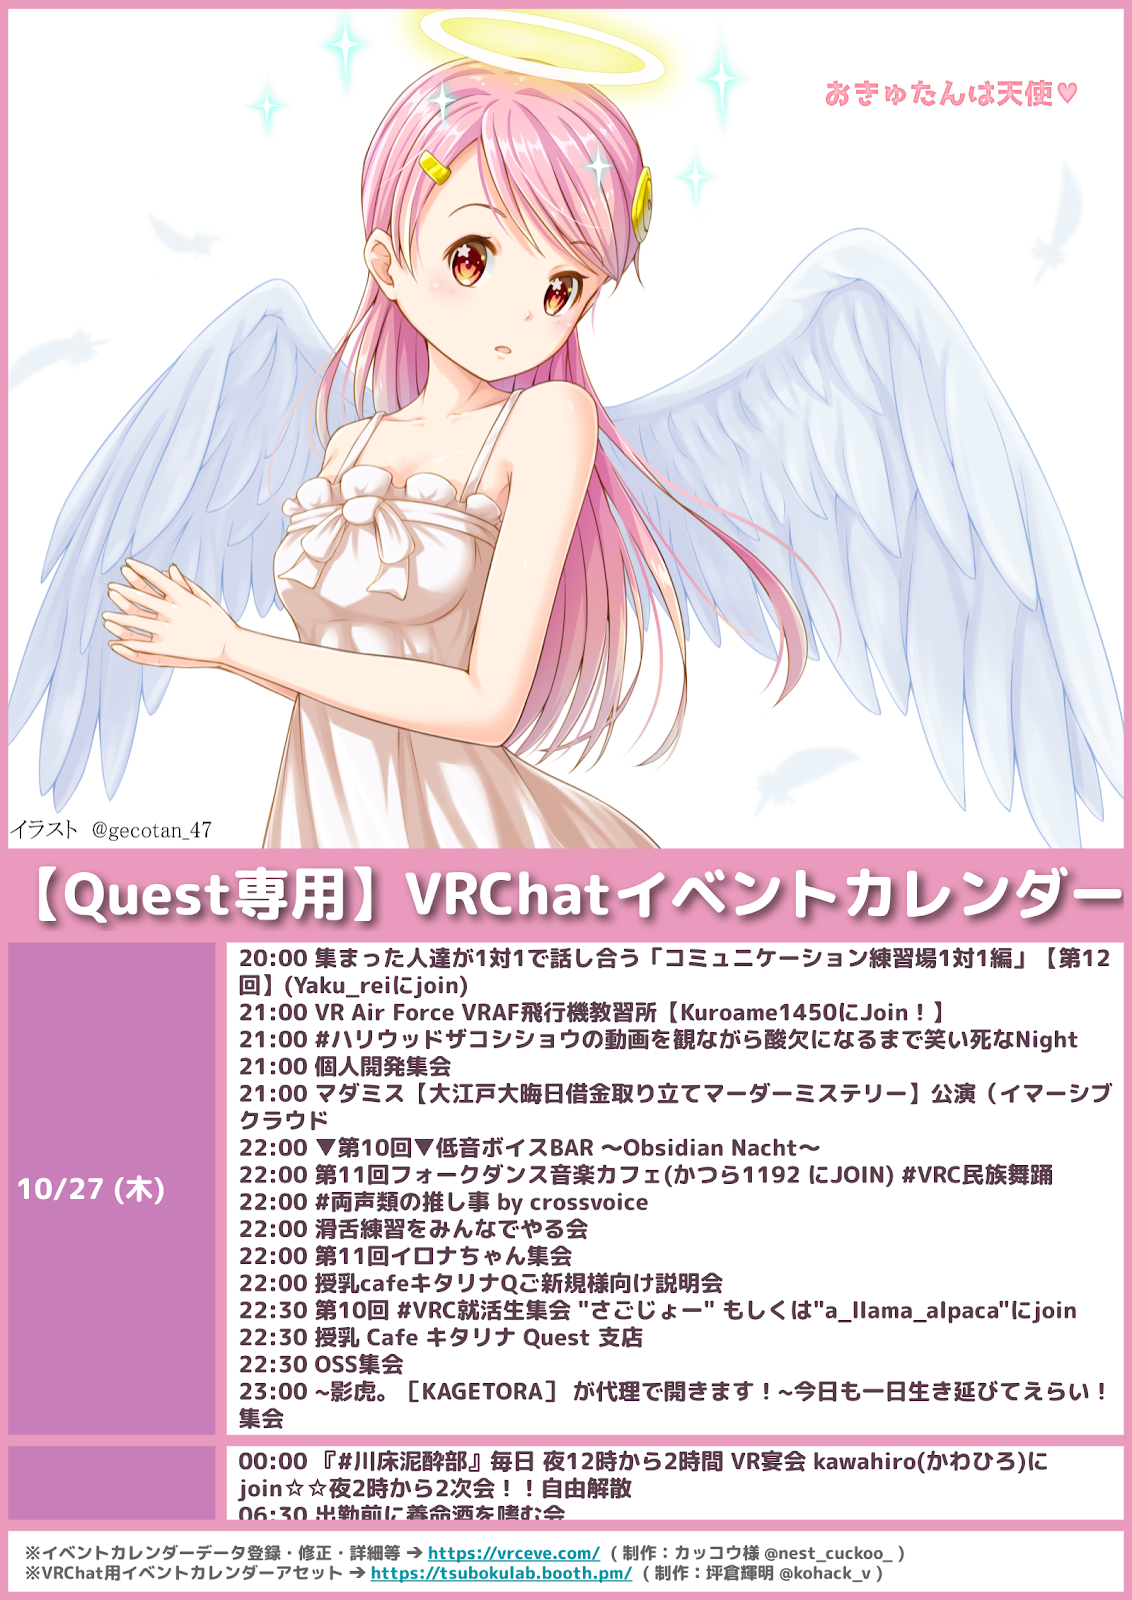 おきゅたんは天使♥
イラスト @gecotan_47
【Quest専用】VRChatイベントカレンダー
10/27 (木)
20:00 集まった人達が1対1で話し合う「コミュニケーション練習場1対1編」【第12
回】(Yaku_reiにjoin)
21:00 VR Air Force VRAF飛行機教習所【Kuroame1450にJoin！】
21:00 #ハリウッドザコシショウの動画を観ながら酸欠になるまで笑い死なNight
21:00 個人開発集会
21:00 マダミス【大江戸大晦日借金取り立てマーダーミステリー】公演（イマーシブ
クラウド
22:00 ▼第10回▼低音ボイスBAR ～Obsidian Nacht～
22:00 第11回フォークダンス音楽カフェ(かつら1192 にJOIN) #VRC民族舞踊
22:00 #両声類の推し事 by crossvoice
22:00 滑舌練習をみんなでやる会
22:00 第11回イロナちゃん集会
22:00 授乳cafeキタリナQご新規様向け説明会
22:30 第10回 #VRC就活生集会 "さごじょー" もしくは"a_llama_alpaca"にjoin
22:30 授乳 Cafe キタリナ Quest 支店
22:30 OSS集会
23:00 ~影虎。［KAGETORA］ が代理で開きます！~今日も一日生き延びてえらい！
集会
00:00 『#川床泥酔部』毎日 夜12時から2時間 VR宴会 kawahiro(かわひろ)に
join☆☆夜2時から2次会！！自由解散
06:30 出勤前に養命酒を嗜む会
※イベントカレンダーデータ登録・修正・詳細等 ➔ https://vrceve.com/ ( 制作：カッコウ様 @nest_cuckoo_ )
※VRChat用イベントカレンダーアセット ➔ https://tsubokulab.booth.pm/ ( 制作：坪倉輝明 @kohack_v )